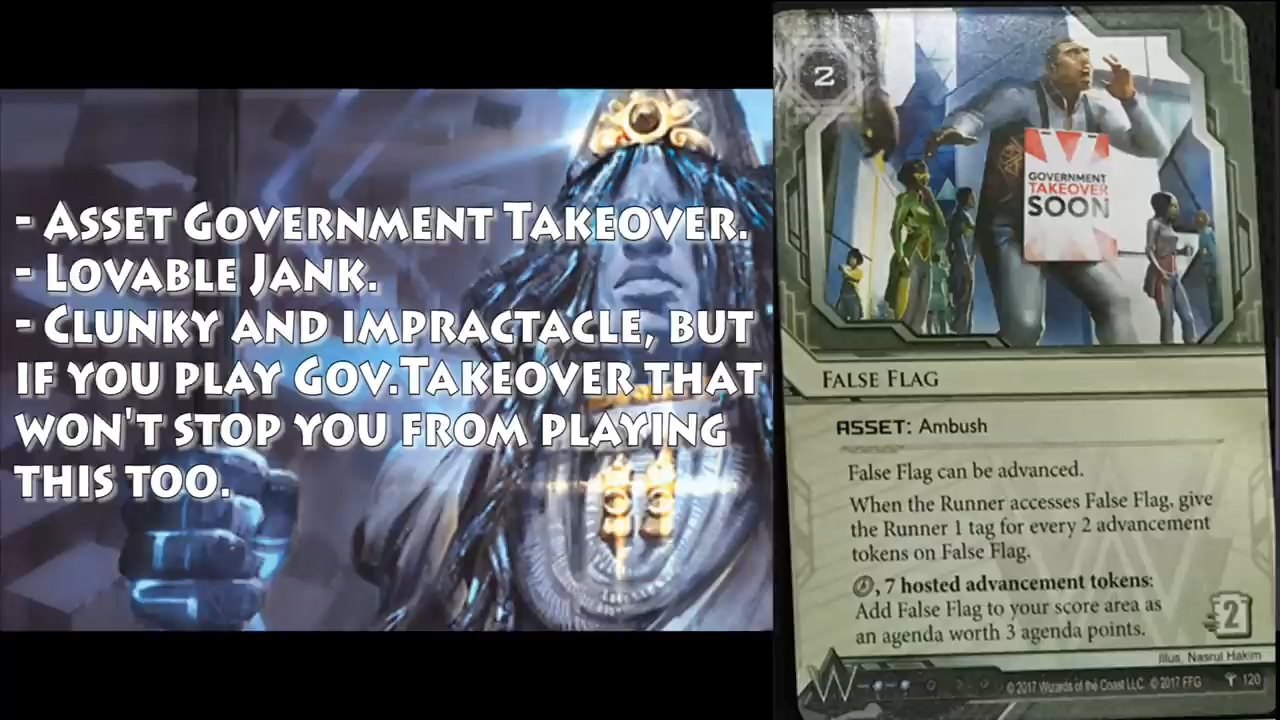 - Asset Government Takeover.
- Lovable Jank.
- Clunky and impractacle, but
if you play Gov.Takeover that
won't stop you from playing
this too.
2
GOVERNMENT
TAKEOVER
SOON
False Flag
ASSET: Ambush
False Flag can be advanced.
When the Runner accesses False Flag, give
the Runner 1 tag for every 2 advancement
tokens on False Flag.
, 7 hosted advancement tokens:
Add False Flag to your score area as
an agenda worth 3 agenda points.
2
Illus. Nasrul Hakim
© 2017 Wizards of the Coast LLC. © 2017 FFG 120